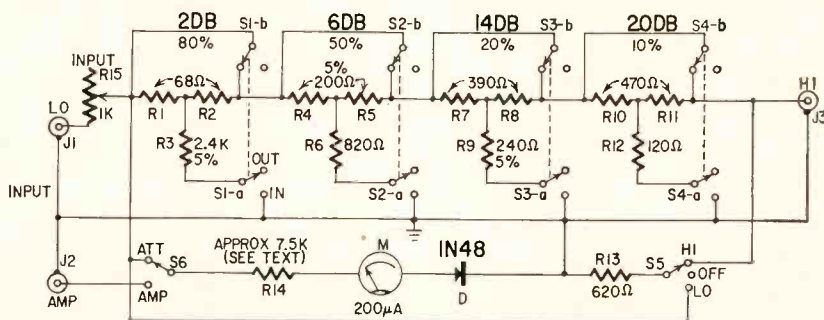 2DB S1-b 6DB S2-b 14DB S3-b 20DB S4-b
80% 50% 20% 10%
INPUT
R15
68Ω 5% 200Ω 390Ω 470Ω
HI
LO
R1 R2 R4 R5 R7 R8 R10 R11
1K
J1
J3
R3 2.4K 5% R6 820Ω R9 240Ω 5% R12 120Ω
OUT
INPUT
S1-a IN S2-a S3-a S4-a
J2
ATT S6 APPROX 7.5K (SEE TEXT) M 1N48 R13 S5 HI
OFF
AMP AMP R14 D 620Ω LO
200μA